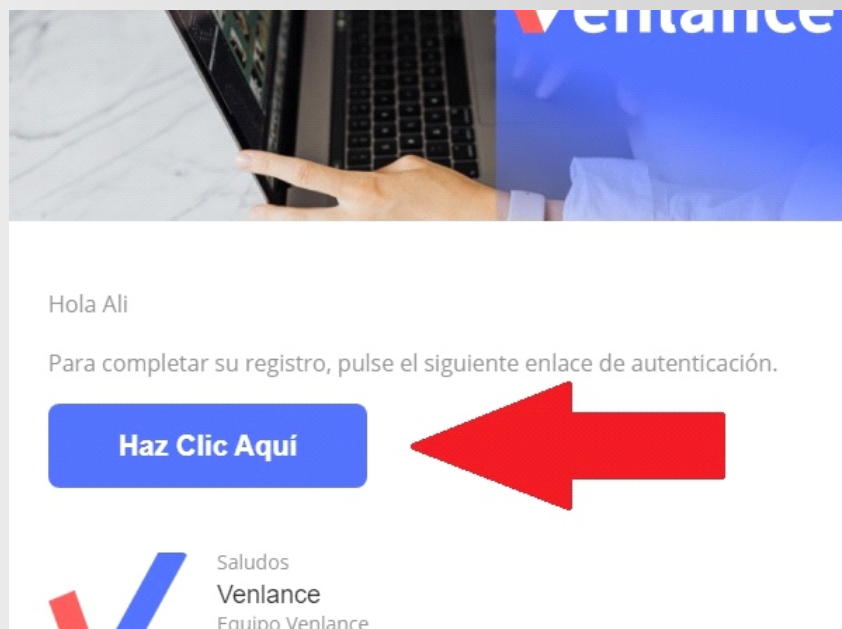 Venlance
Hola Ali
Para completar su registro, pulse el siguiente enlace de autenticación.
Haz Clic Aquí
Saludos
Venlance
Equipo Venlance